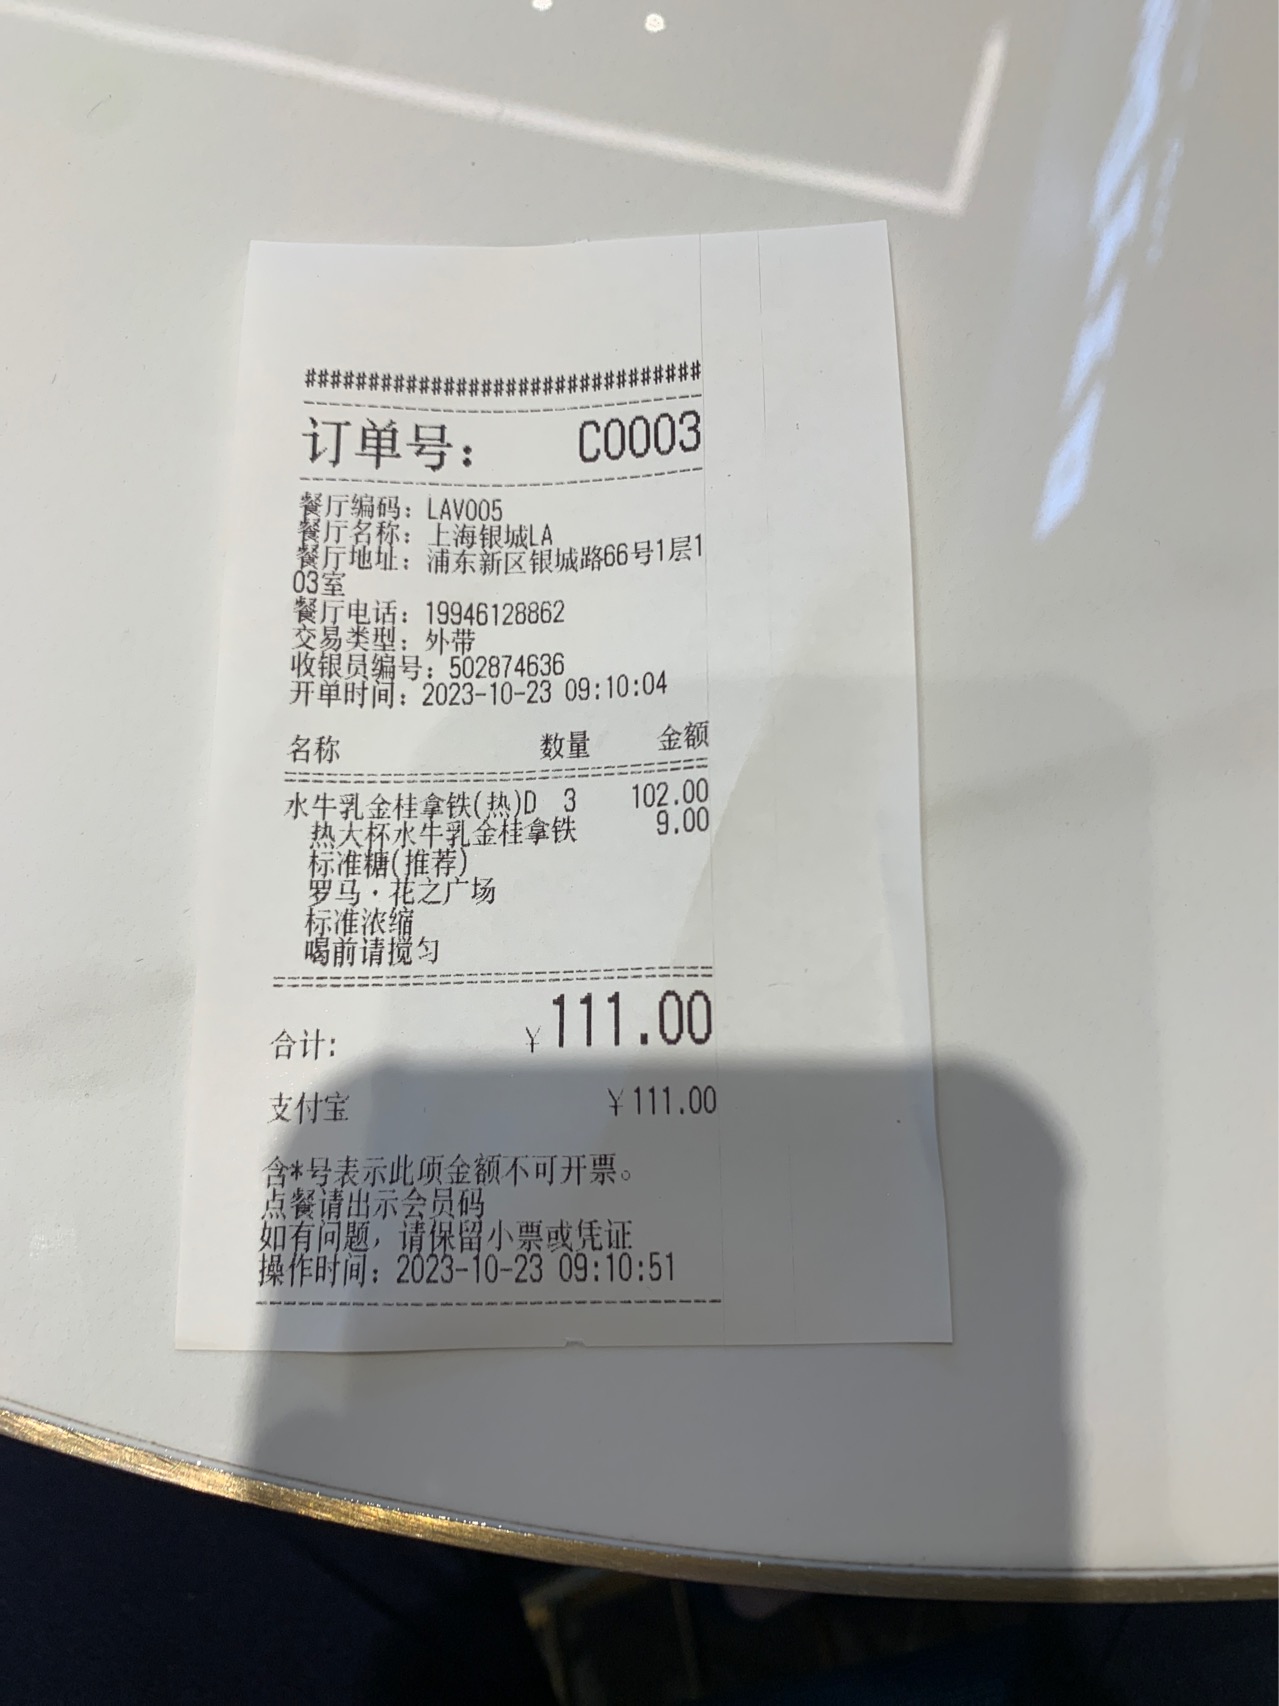 ################################
订单号： C0003
餐厅编码：LAV005
餐厅名称：上海银城LA
餐厅地址：浦东新区银城路66号1层1
03室
餐厅电话：19946128862
交易类型：外带
收银员编号：502874636
开单时间：2023-10-23 09:10:04
名称 数量 金额
水牛乳金桂拿铁(热)D 3 102.00
热大杯水牛乳金桂拿铁 9.00
标准糖(推荐)
罗马·花之广场
标准浓缩
喝前请搅匀
合计: ¥111.00
支付宝 ¥111.00
含*号表示此项金额不可开票。
点餐请出示会员码
如有问题，请保留小票或凭证
操作时间：2023-10-23 09:10:51